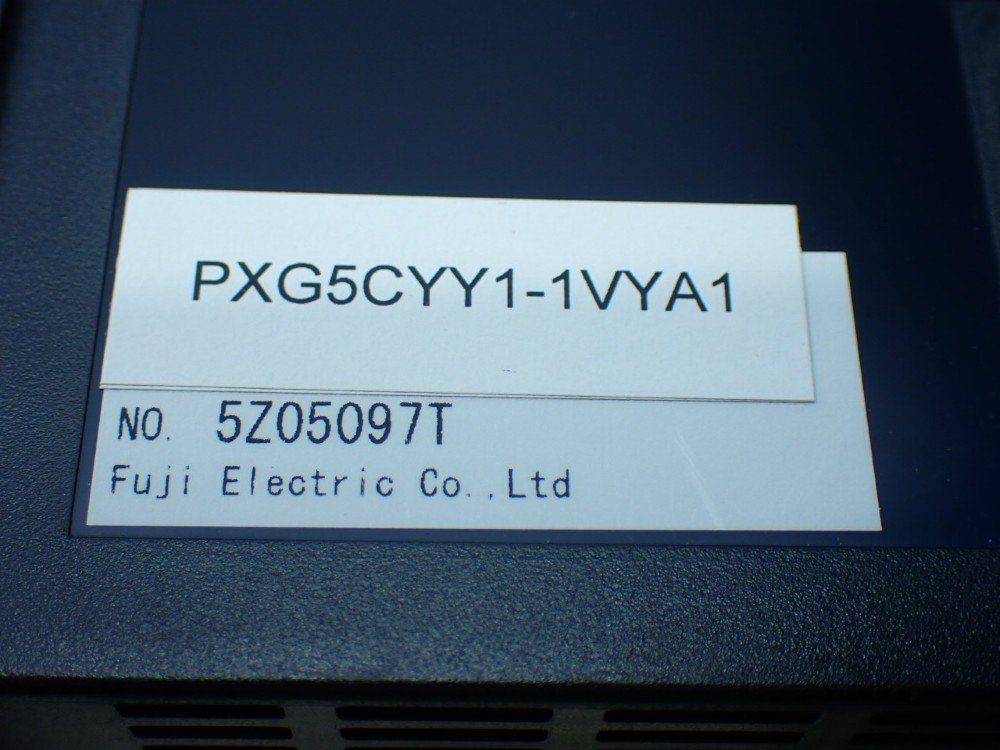 PXG5CYY1-1VYA1
NO. 5Z05097T
Fuji Electric Co.,Ltd